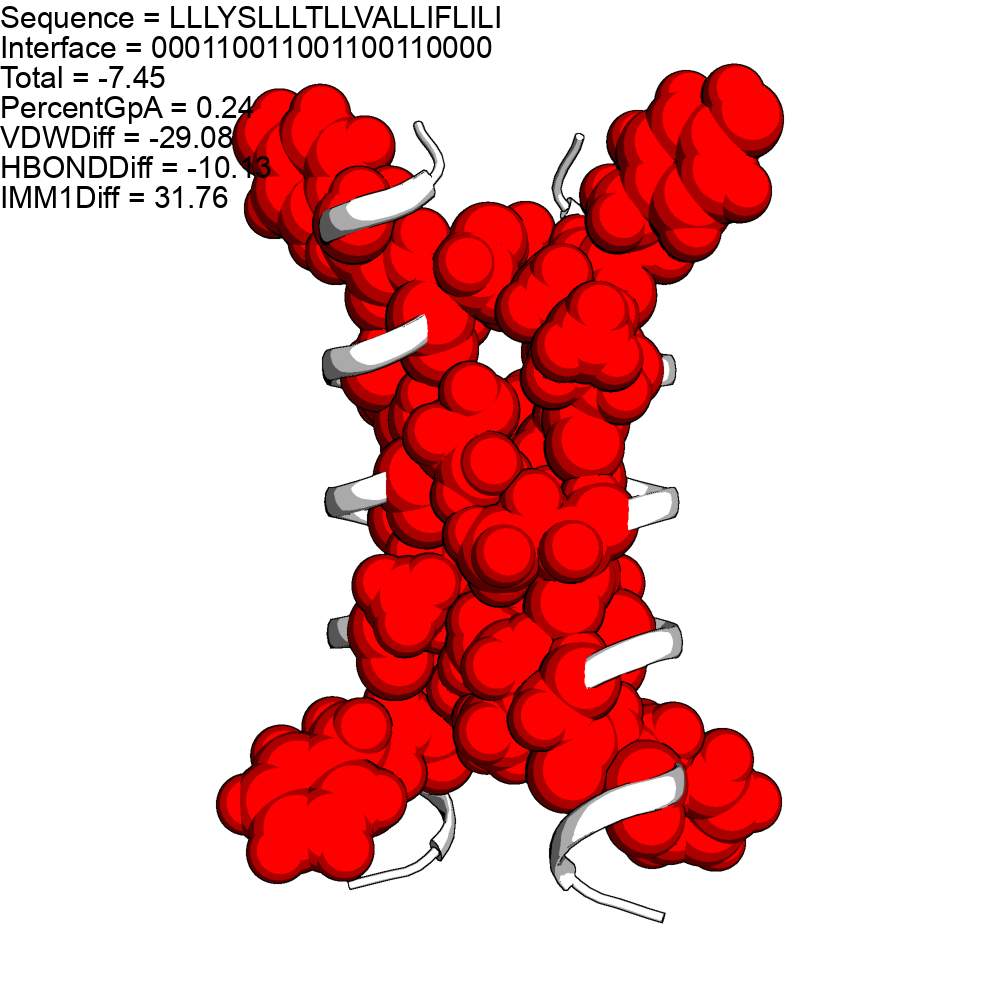 Sequence = LLLYSLLLTLLVALLIFLILI
Interface = 000110011001100110000
Total = -7.45
PercentGpA = 0.24
VDWDiff = -29.08
HBONDDiff = -10.13
IMM1Diff = 31.76